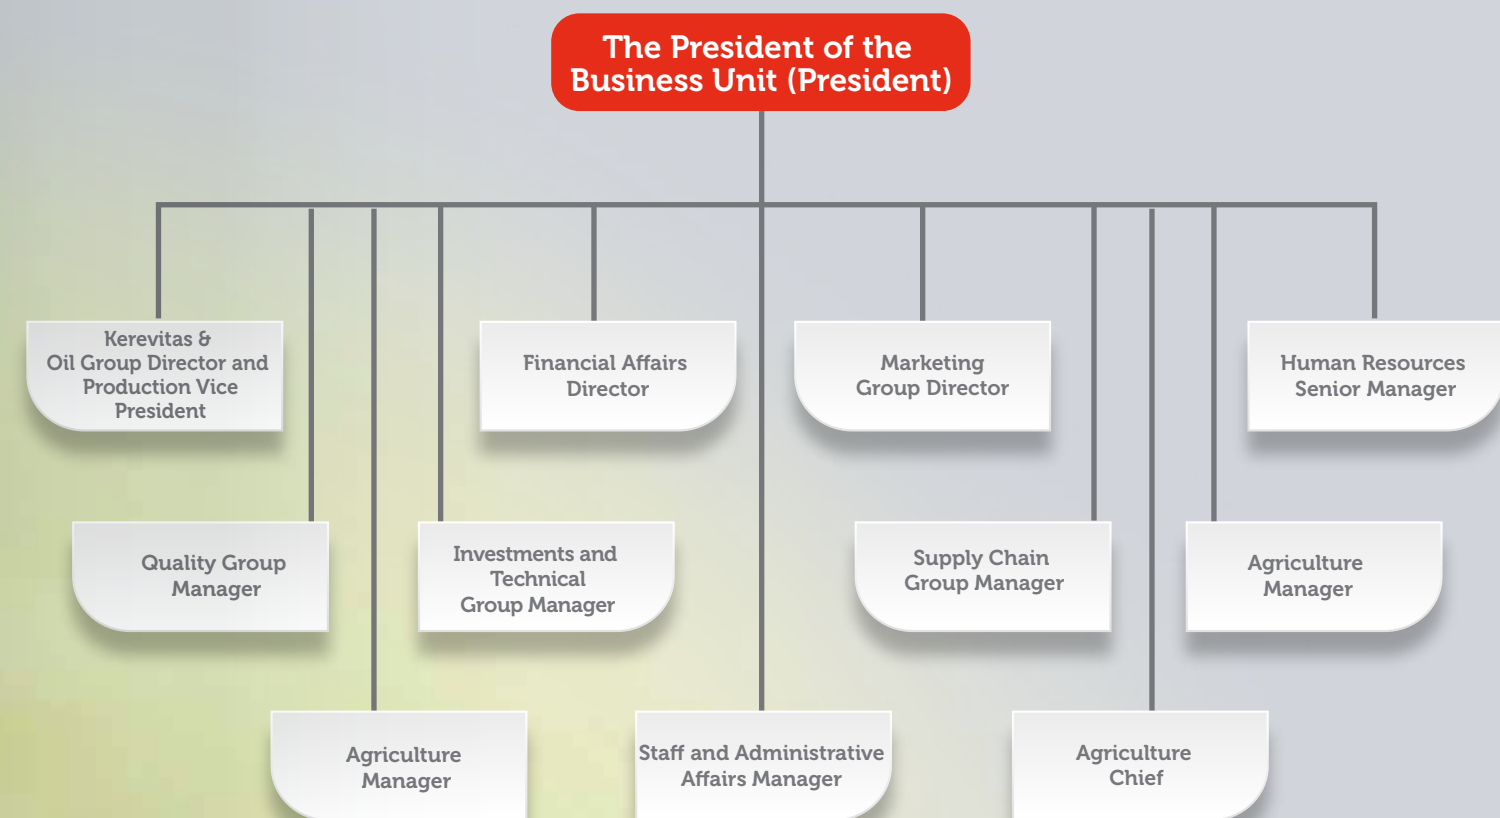 The President of the
Business Unit (President)
Kerevitas &
Oil Group Director and
Production Vice
President
Financial Affairs
Director
Marketing
Group Director
Human Resources
Senior Manager
Quality Group
Manager
Investments and
Technical
Group Manager
Supply Chain
Group Manager
Agriculture
Manager
Agriculture
Manager
Staff and Administrative
Affairs Manager
Agriculture
Chief